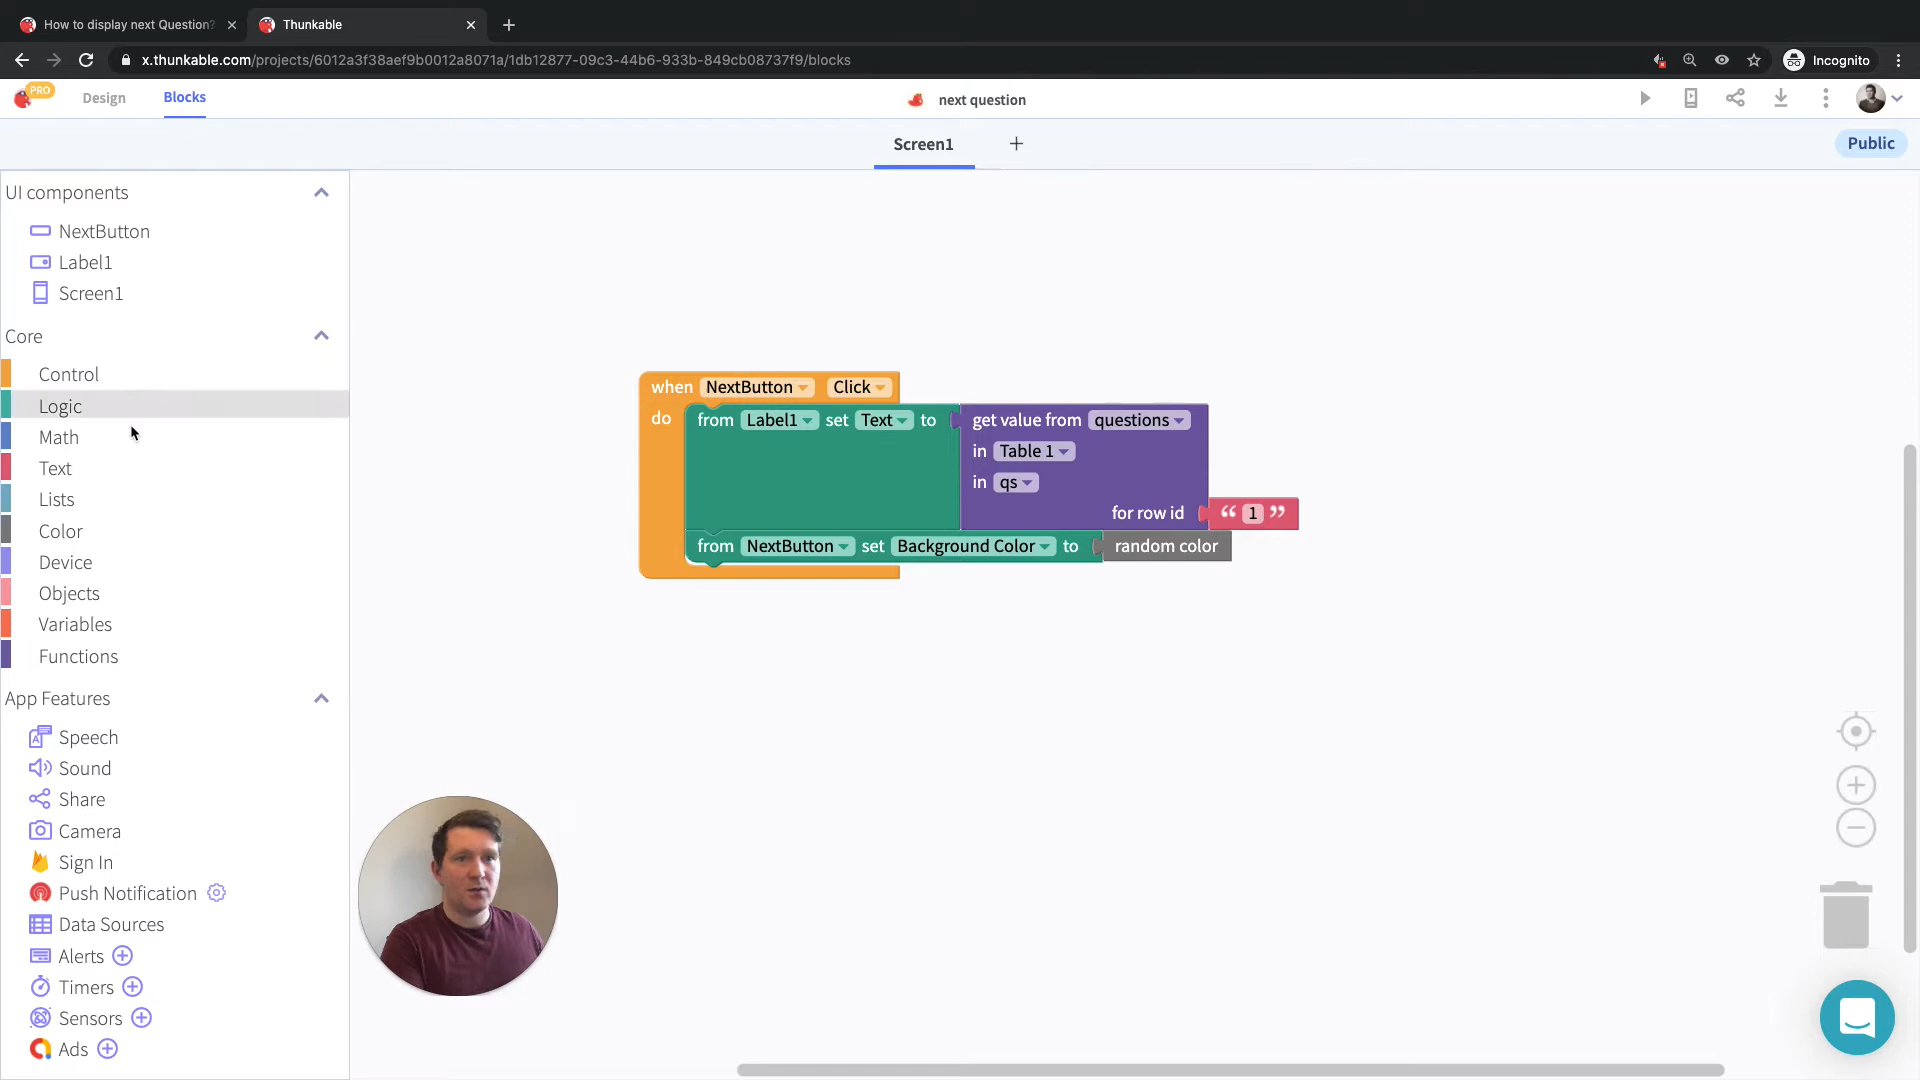 How to display next Question?
Thunkable
x.thunkable.com/projects/6012a3f38aef9b0012a8071a/1db12877-09c3-44b6-933b-849cb08737f9/blocks
Incognito
PRO
Design
Blocks
next question
Screen1
Public
UI components
NextButton
Label1
Screen1
Core
Control
Logic
Math
Text
Lists
Color
Device
Objects
Variables
Functions
App Features
Speech
Sound
Share
Camera
Sign In
Push Notification
Data Sources
Alerts
Timers
Sensors
Ads
when NextButton Click
do from Label1 set Text to get value from questions
in Table 1
in qs
for row id “ 1 ”
from NextButton set Background Color to random color